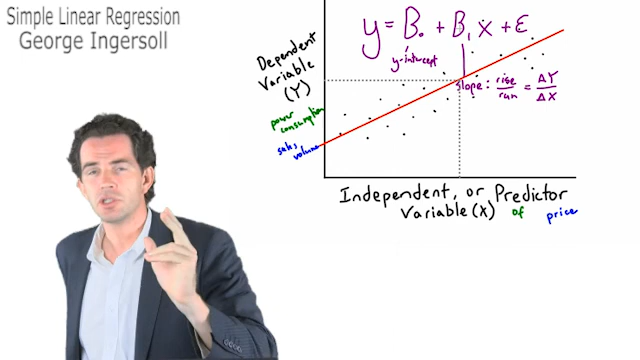 Simple Linear Regression
George Ingersoll
y = B₀ + B₁ x + ε
y-intercept
slope: rise/run = ΔY/ΔX
Dependent
Variable
(Y)
power
consumption
sales
volume
Independent, or Predictor
Variable (X)
of
price